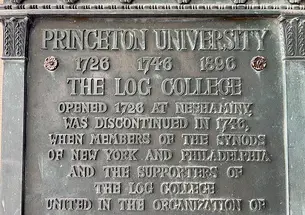 PRINCETON UNIVERSITY
1726 1746 1896
THE LOG COLLEGE
OPENED 1726 AT NESHAMINY,
WAS DISCONTINUED IN 1746,
WHEN MEMBERS OF THE SYNODS
OF NEW YORK AND PHILADELPHIA
AND THE SUPPORTERS OF
THE LOG COLLEGE
UNITED IN THE ORGANIZATION OF